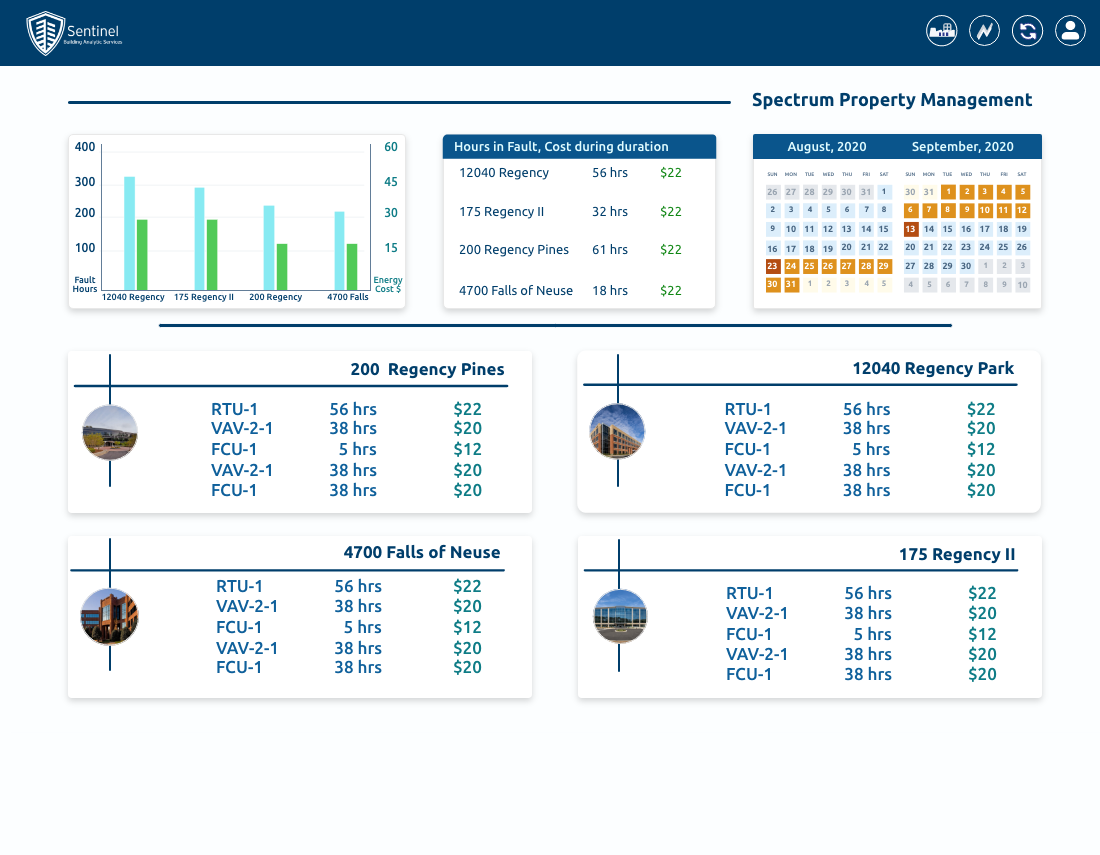 Sentinel
Building Analytic Services
Spectrum Property Management
400
300
200
100
Fault
Hours
60
45
30
15
Energy
Cost $
12040 Regency 175 Regency II 200 Regency 4700 Falls
Hours in Fault, Cost during duration
12040 Regency 56 hrs $22
175 Regency II 32 hrs $22
200 Regency Pines 61 hrs $22
4700 Falls of Neuse 18 hrs $22
August, 2020
SUN MON TUE WED THU FRI SAT
26 27 28 29 30 31 1
2 3 4 5 6 7 8
9 10 11 12 13 14 15
16 17 18 19 20 21 22
23 24 25 26 27 28 29
30 31 1 2 3 4 5
September, 2020
SUN MON TUE WED THU FRI SAT
30 31 1 2 3 4 5
6 7 8 9 10 11 12
13 14 15 16 17 18 19
20 21 22 23 24 25 26
27 28 29 30 1 2 3
4 5 6 7 8 9 10
200 Regency Pines
RTU-1 56 hrs $22
VAV-2-1 38 hrs $20
FCU-1 5 hrs $12
VAV-2-1 38 hrs $20
FCU-1 38 hrs $20
12040 Regency Park
RTU-1 56 hrs $22
VAV-2-1 38 hrs $20
FCU-1 5 hrs $12
VAV-2-1 38 hrs $20
FCU-1 38 hrs $20
4700 Falls of Neuse
RTU-1 56 hrs $22
VAV-2-1 38 hrs $20
FCU-1 5 hrs $12
VAV-2-1 38 hrs $20
FCU-1 38 hrs $20
175 Regency II
RTU-1 56 hrs $22
VAV-2-1 38 hrs $20
FCU-1 5 hrs $12
VAV-2-1 38 hrs $20
FCU-1 38 hrs $20